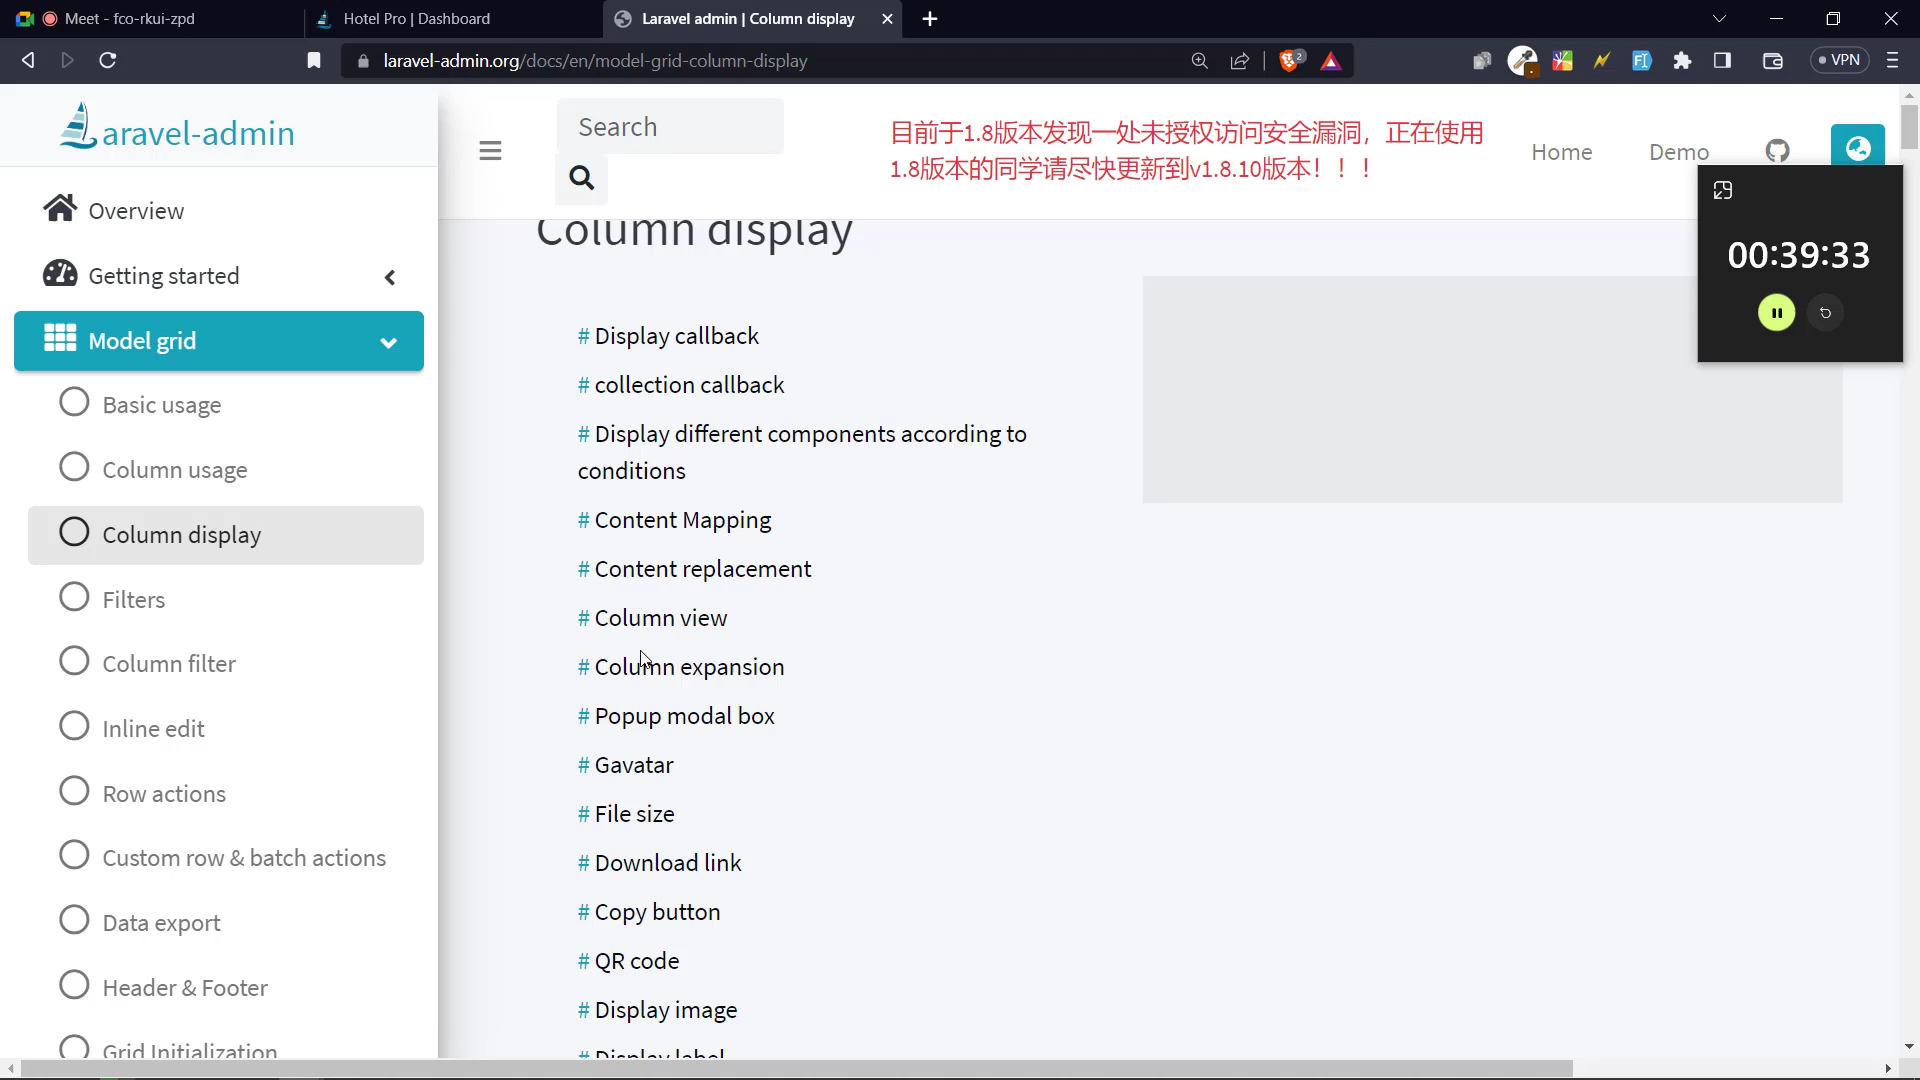 Meet - fco-rkui-zpd
Hotel Pro | Dashboard
Laravel admin | Column display
laravel-admin.org/docs/en/model-grid-column-display
2
VPN
aravel-admin
Search
目前于1.8版本发现一处未授权访问安全漏洞，正在使用
1.8版本的同学请尽快更新到v1.8.10版本！！！
Home
Demo
00:39:33
Overview
Getting started
Model grid
Basic usage
Column usage
Column display
Filters
Column filter
Inline edit
Row actions
Custom row & batch actions
Data export
Header & Footer
Grid Initialization
Column display
# Display callback
# collection callback
# Display different components according to
conditions
# Content Mapping
# Content replacement
# Column view
# Column expansion
# Popup modal box
# Gavatar
# File size
# Download link
# Copy button
# QR code
# Display image
# Display label